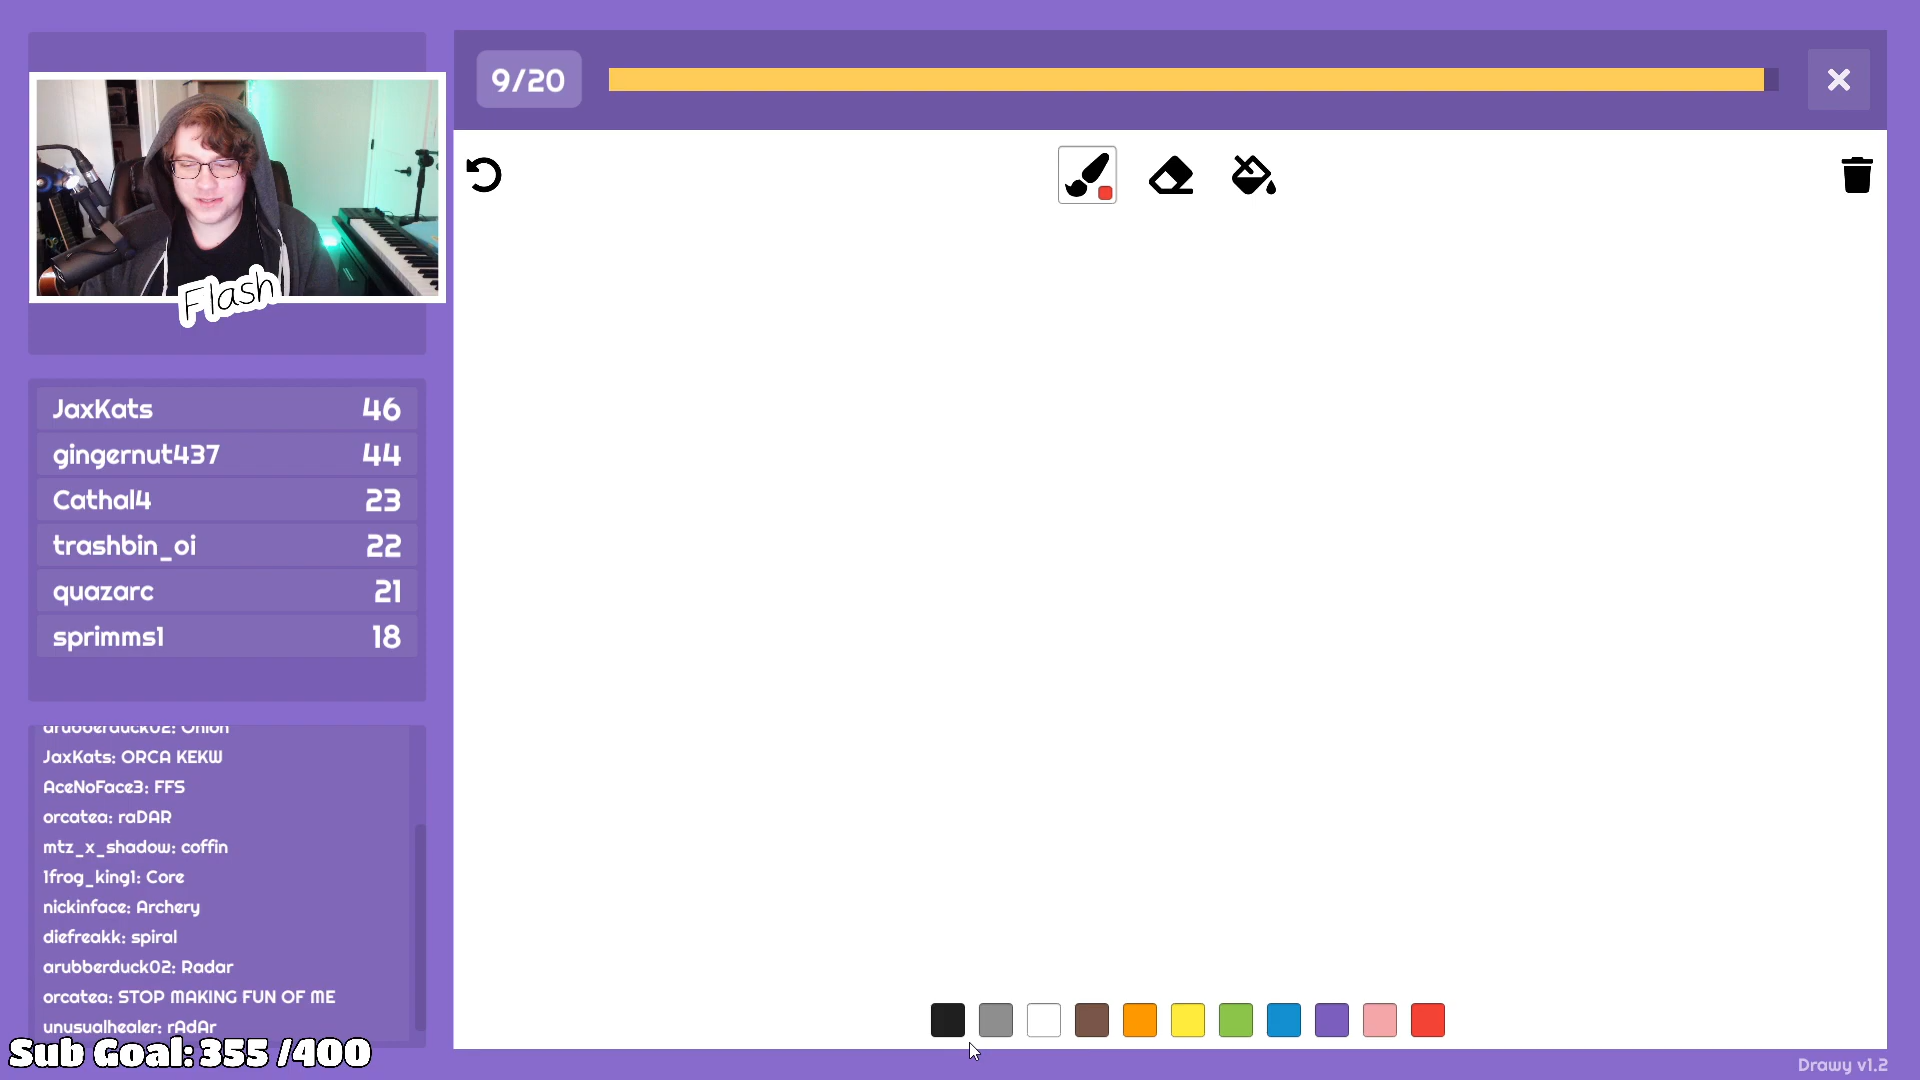 9/20
Flash
JaxKats 46
gingernut437 44
Cathal4 23
trashbin_oi 22
quazarc 21
sprimms1 18
arubberduck02: Onion
JaxKats: ORCA KEKW
AceNoFace3: FFS
orcatea: raDAR
mtz_x_shadow: coffin
1frog_king1: Core
nickinface: Archery
diefreakk: spiral
arubberduck02: Radar
orcatea: STOP MAKING FUN OF ME
unusualhealer: rAdAr
Sub Goal: 355 /400
Drawy v1.2